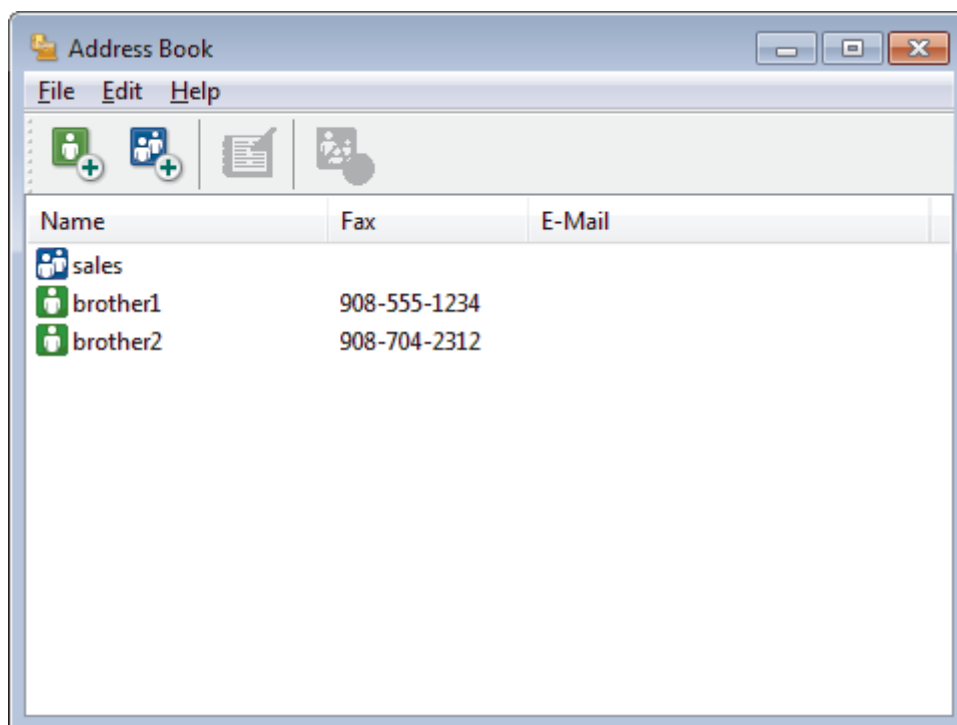 Address Book
File Edit Help
Name Fax E-Mail
sales
brother1 908-555-1234
brother2 908-704-2312